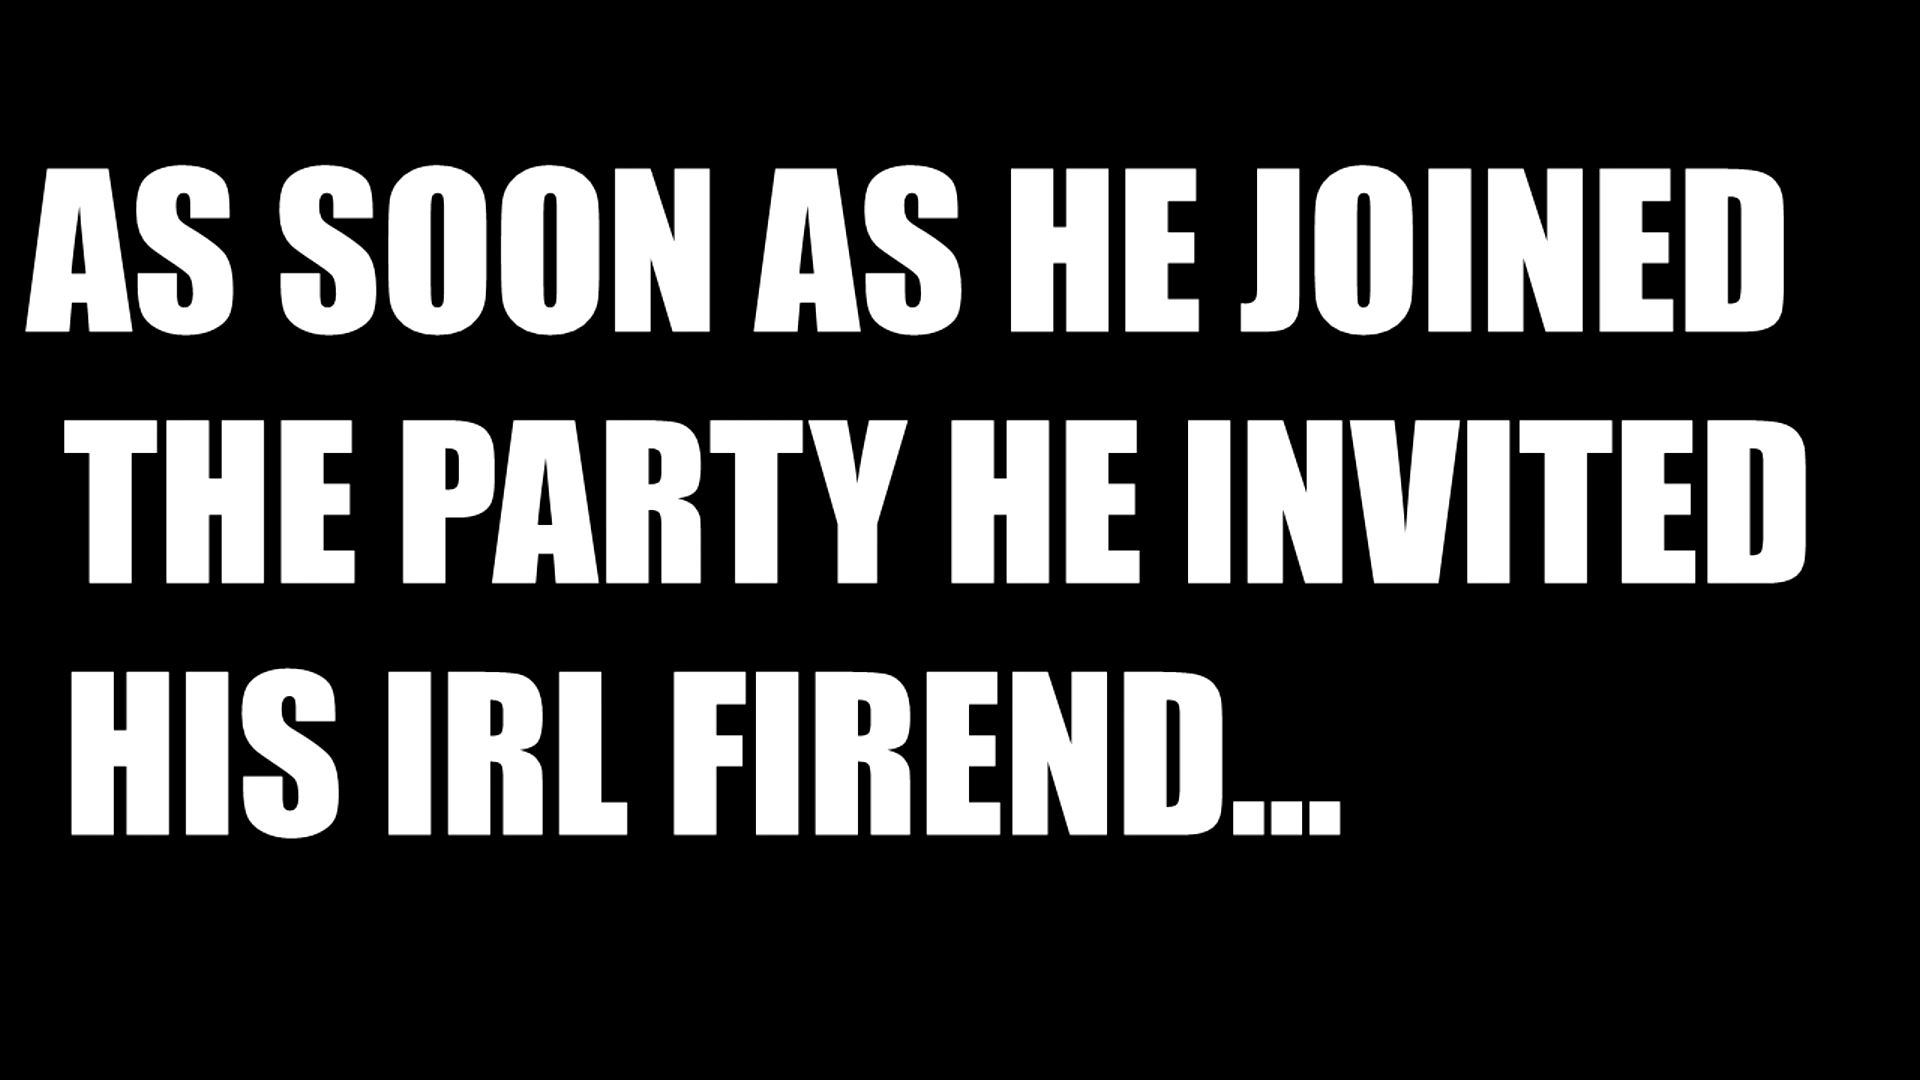 AS SOON AS HE JOINED
THE PARTY HE INVITED
HIS IRL FIREND...